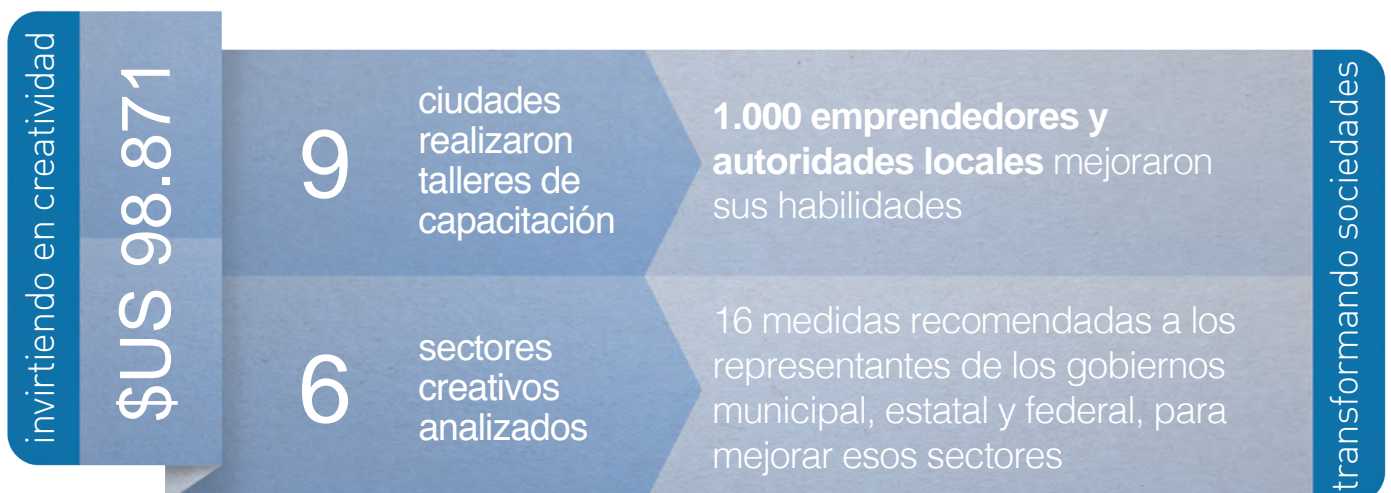 invirtiendo en creatividad
$US 98.871
9
ciudades
realizaron
talleres de
capacitación
1.000 emprendedores y
autoridades locales mejoraron
sus habilidades
6
sectores
creativos
analizados
16 medidas recomendadas a los
representantes de los gobiernos
municipal, estatal y federal, para
mejorar esos sectores
transformando sociedades